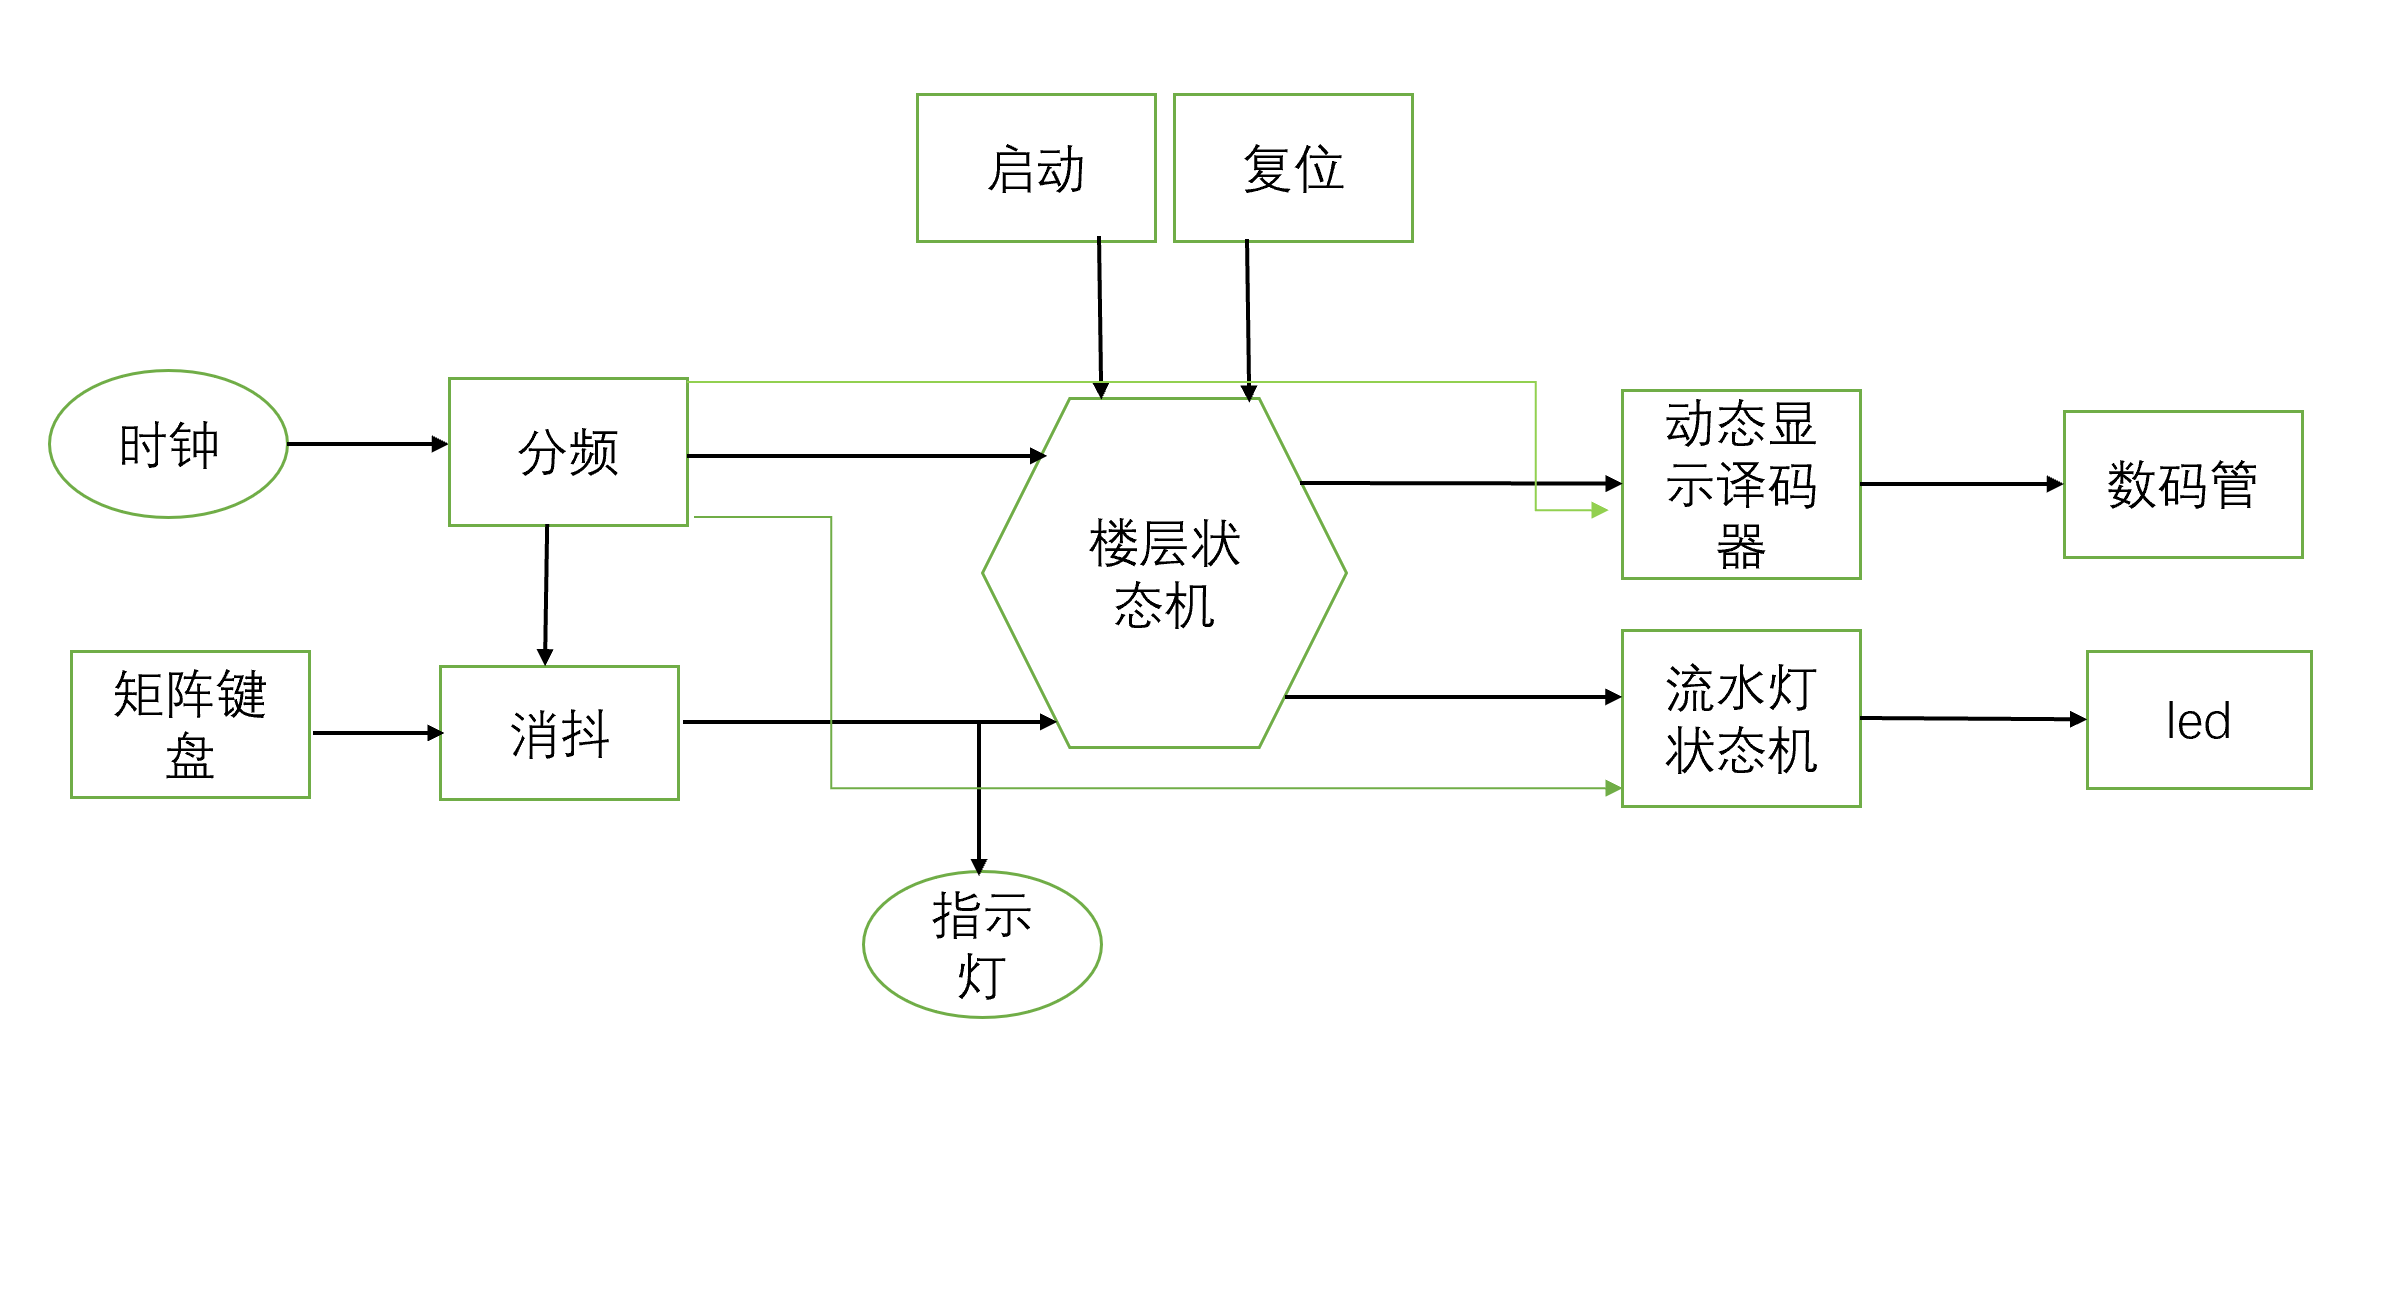 启动
复位
时钟
分频
动态显
示译码
器
数码管
楼层状
态机
矩阵键
盘
消抖
流水灯
状态机
led
指示
灯